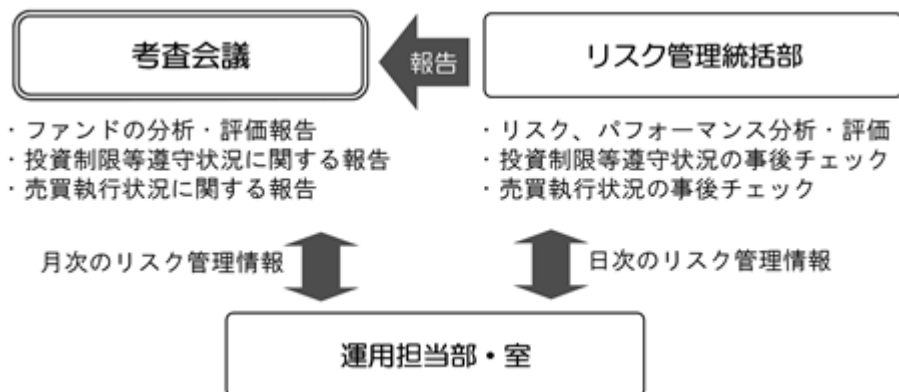 考査会議
報告
リスク管理統括部
・ファンドの分析・評価報告
・投資制限等遵守状況に関する報告
・売買執行状況に関する報告
・リスク、パフォーマンス分析・評価
・投資制限等遵守状況の事後チェック
・売買執行状況の事後チェック
月次のリスク管理情報
日次のリスク管理情報
運用担当部・室